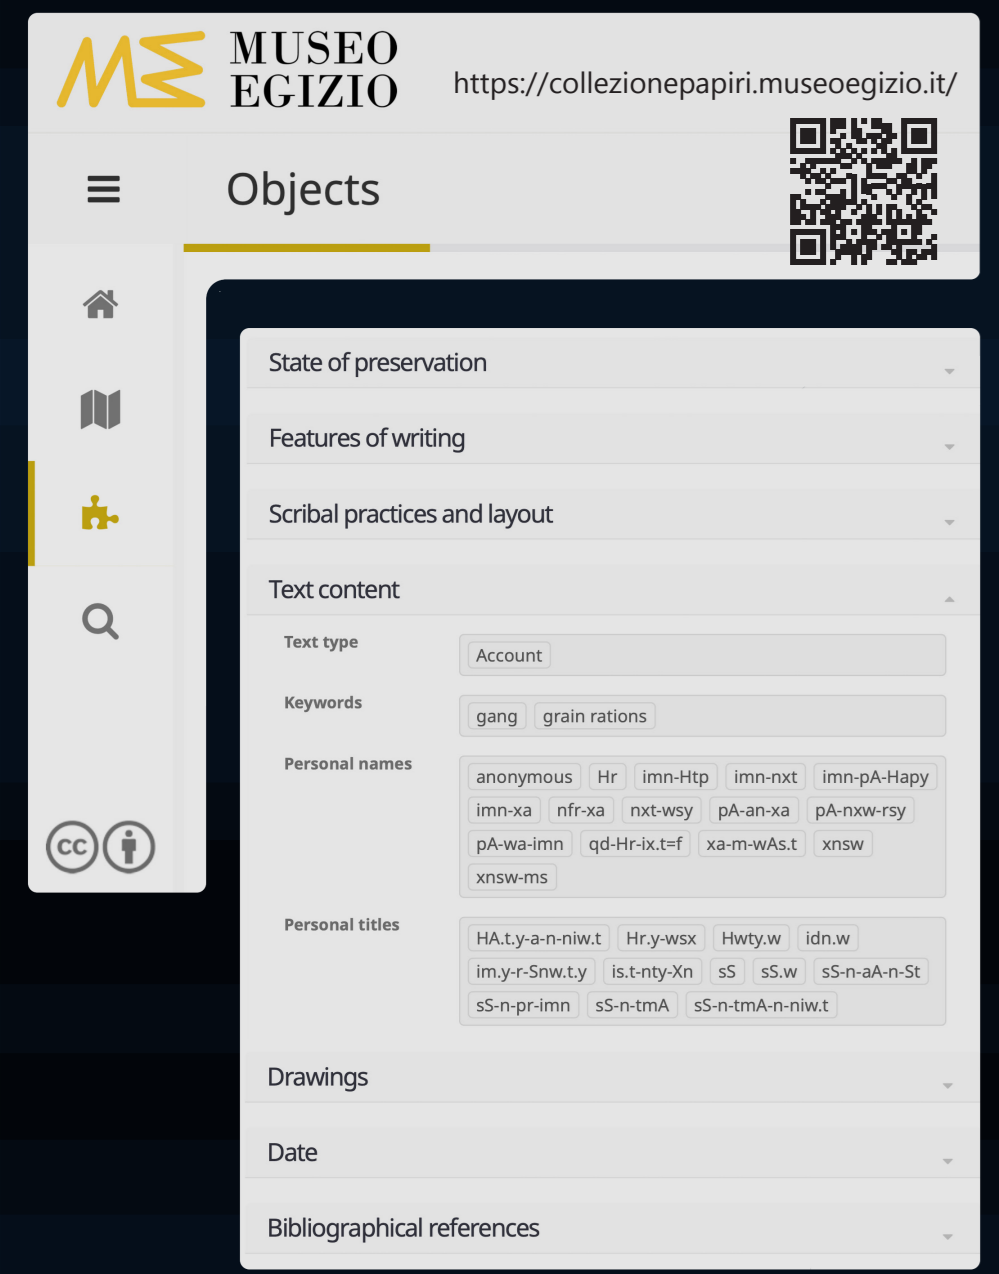 MUSEO
EGIZIO
https://collezionepapiri.museoegizio.it/
Objects
State of preservation
Features of writing
Scribal practices and layout
Text content
Text type
Account
Keywords
gang grain rations
Personal names
anonymous Hr imn-Htp imn-nxt imn-pA-Hapy
imn-xa nfr-xa nxt-wsy pA-an-xa pA-nxw-rsy
pA-wa-imn qd-Hr-ix.t=f xa-m-wAs.t xnsw
xnsw-ms
Personal titles
HA.t.y-a-n-niw.t Hr.y-wsx Hwty.w idn.w
im.y-r-Snw.t.y is.t-nty-Xn sS sS.w sS-n-aA-n-St
sS-n-pr-imn sS-n-tmA sS-n-tmA-n-niw.t
Drawings
Date
Bibliographical references
cc